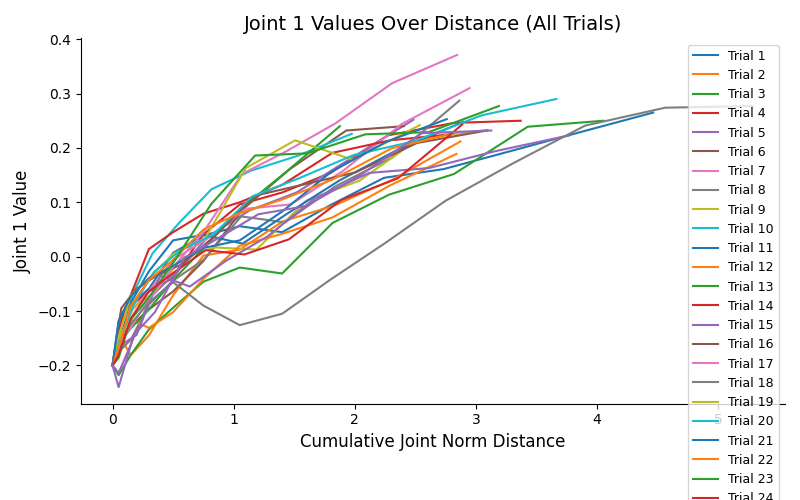 Joint 1 Values Over Distance (All Trials)
Joint 1 Value
0.4
0.3
0.2
0.1
0.0
−0.1
−0.2
0 1 2 3 4 5
Cumulative Joint Norm Distance
Trial 1
Trial 2
Trial 3
Trial 4
Trial 5
Trial 6
Trial 7
Trial 8
Trial 9
Trial 10
Trial 11
Trial 12
Trial 13
Trial 14
Trial 15
Trial 16
Trial 17
Trial 18
Trial 19
Trial 20
Trial 21
Trial 22
Trial 23
Trial 24